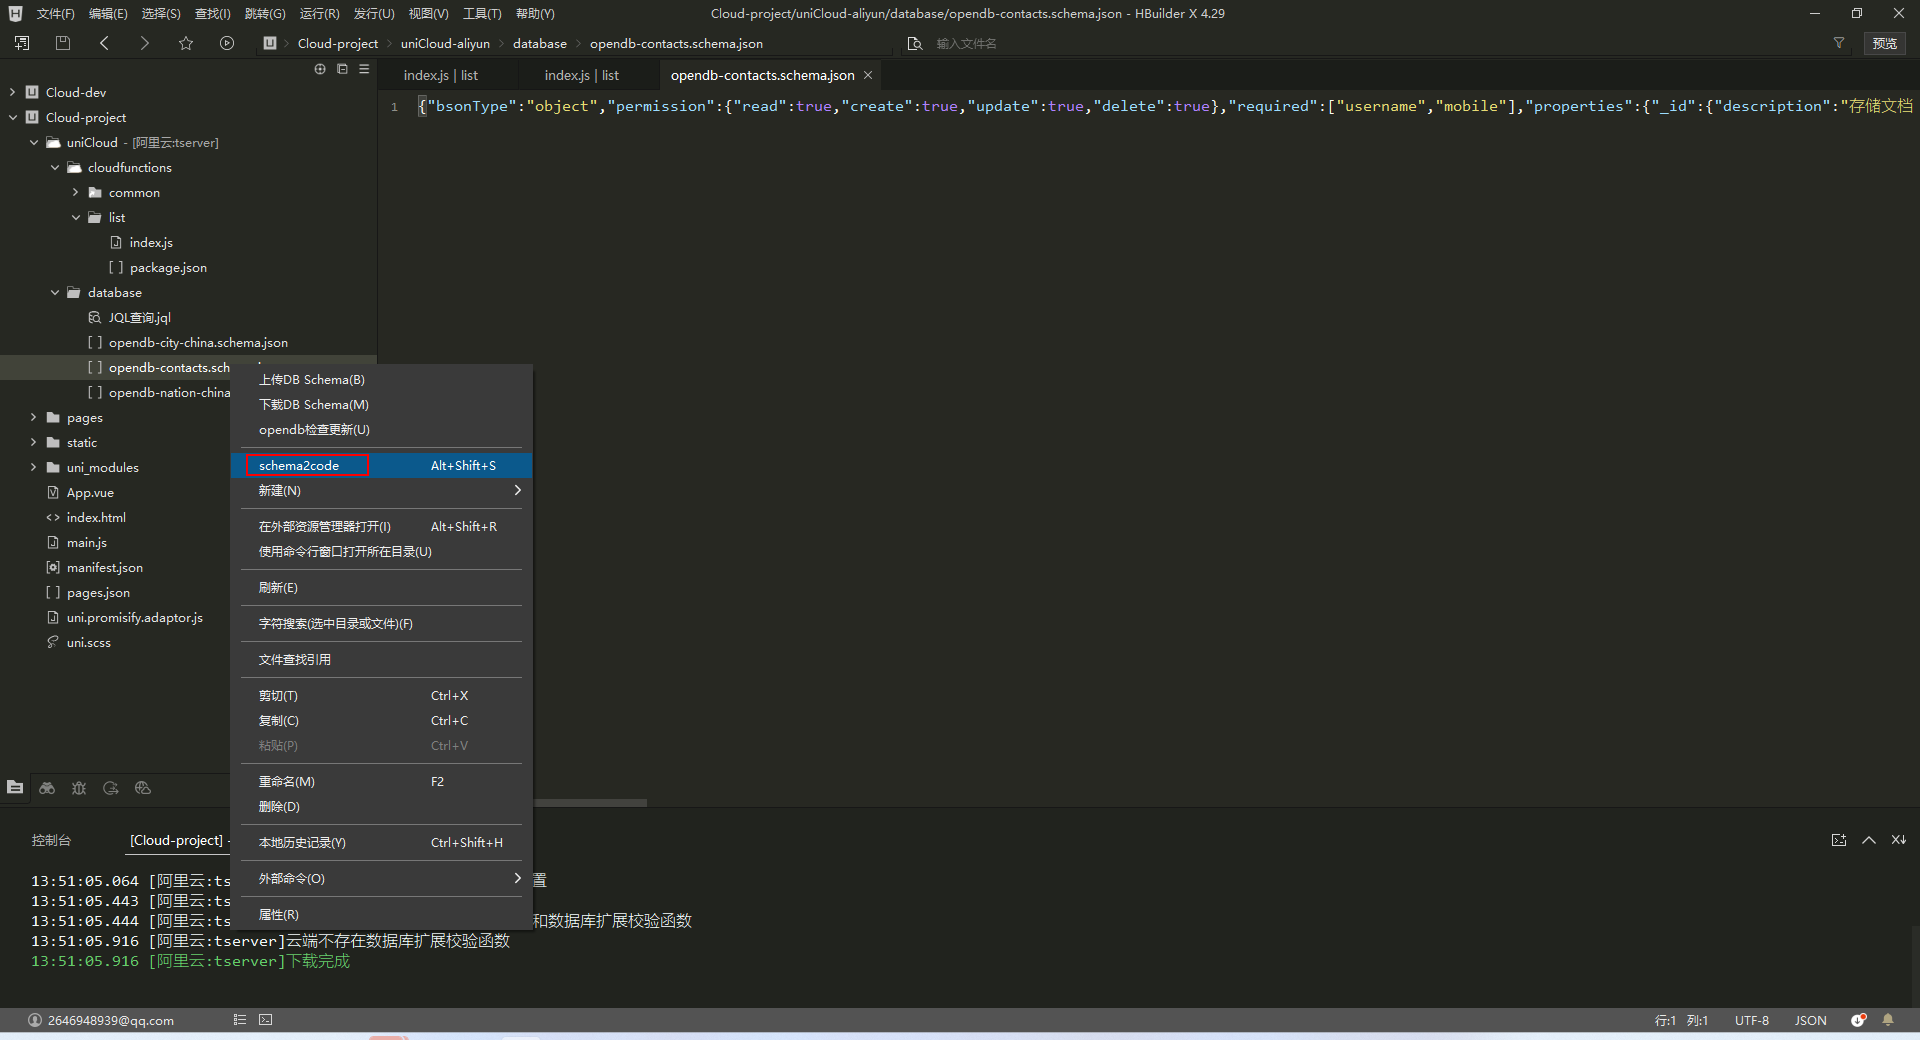 文件(F) 编辑(E) 选择(S) 查找(I) 跳转(G) 运行(R) 发行(U) 视图(V) 工具(T) 帮助(Y) Cloud-project/uniCloud-aliyun/database/opendb-contacts.schema.json - HBuilder X 4.29
Cloud-project uniCloud-aliyun database opendb-contacts.schema.json 输入文件名 预览
index.js | list index.js | list opendb-contacts.schema.json
1 {"bsonType":"object","permission":{"read":true,"create":true,"update":true,"delete":true},"required":["username","mobile"],"properties":{"_id":{"description":"存储文档
Cloud-dev
Cloud-project
uniCloud - [阿里云:tserver]
cloudfunctions
common
list
index.js
[ ] package.json
database
JQL查询.jql
[ ] opendb-city-china.schema.json
[ ] opendb-contacts.sch
[ ] opendb-nation-china
pages
static
uni_modules
App.vue
<> index.html
main.js
manifest.json
[ ] pages.json
uni.promisify.adaptor.js
uni.scss
上传DB Schema(B)
下载DB Schema(M)
opendb检查更新(U)
schema2code Alt+Shift+S
新建(N)
在外部资源管理器打开(I) Alt+Shift+R
使用命令行窗口打开所在目录(U)
刷新(E)
字符搜索(选中目录或文件)(F)
文件查找引用
剪切(T) Ctrl+X
复制(C) Ctrl+C
粘贴(P) Ctrl+V
重命名(M) F2
删除(D)
本地历史记录(Y) Ctrl+Shift+H
外部命令(O)
属性(R)
控制台 [Cloud-project] -
13:51:05.064 [阿里云:ts 置
13:51:05.443 [阿里云:ts
13:51:05.444 [阿里云:ts 和数据库扩展校验函数
13:51:05.916 [阿里云:tserver]云端不存在数据库扩展校验函数
13:51:05.916 [阿里云:tserver]下载完成
2646948939@qq.com 行:1 列:1 UTF-8 JSON